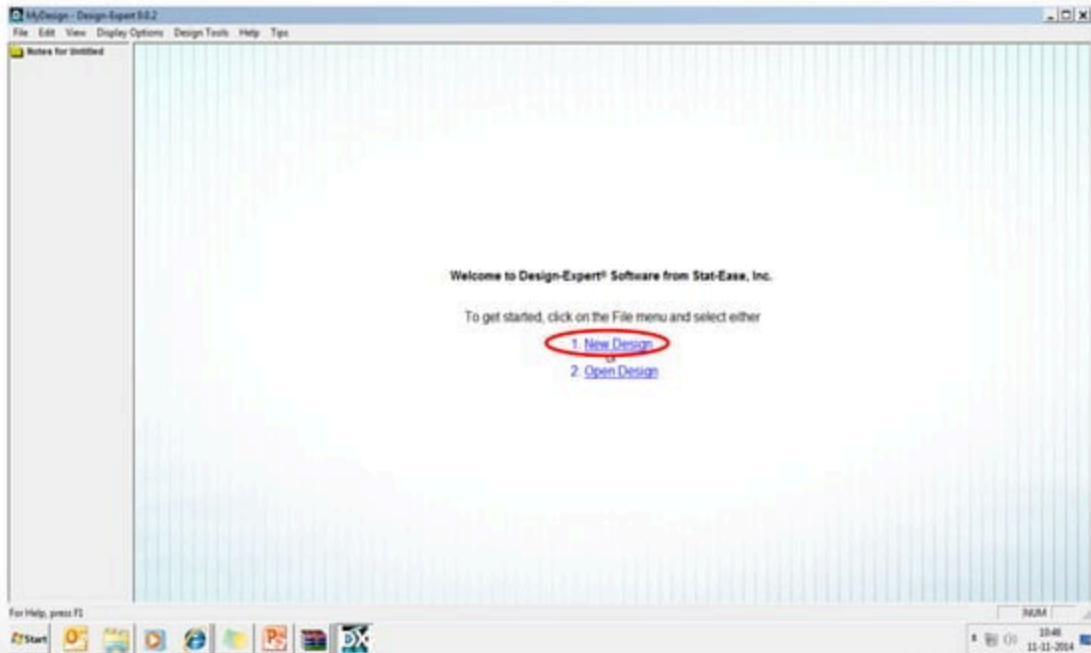 MyDesign - Design-Expert 8.0.2
File Edit View Display Options Design Tools Help Tips
Notes for Untitled
Welcome to Design-Expert® Software from Stat-Ease, Inc.
To get started, click on the File menu and select either
1. New Design
or
2. Open Design
For Help, press F1
NUM
Start
10:46
11-11-2014